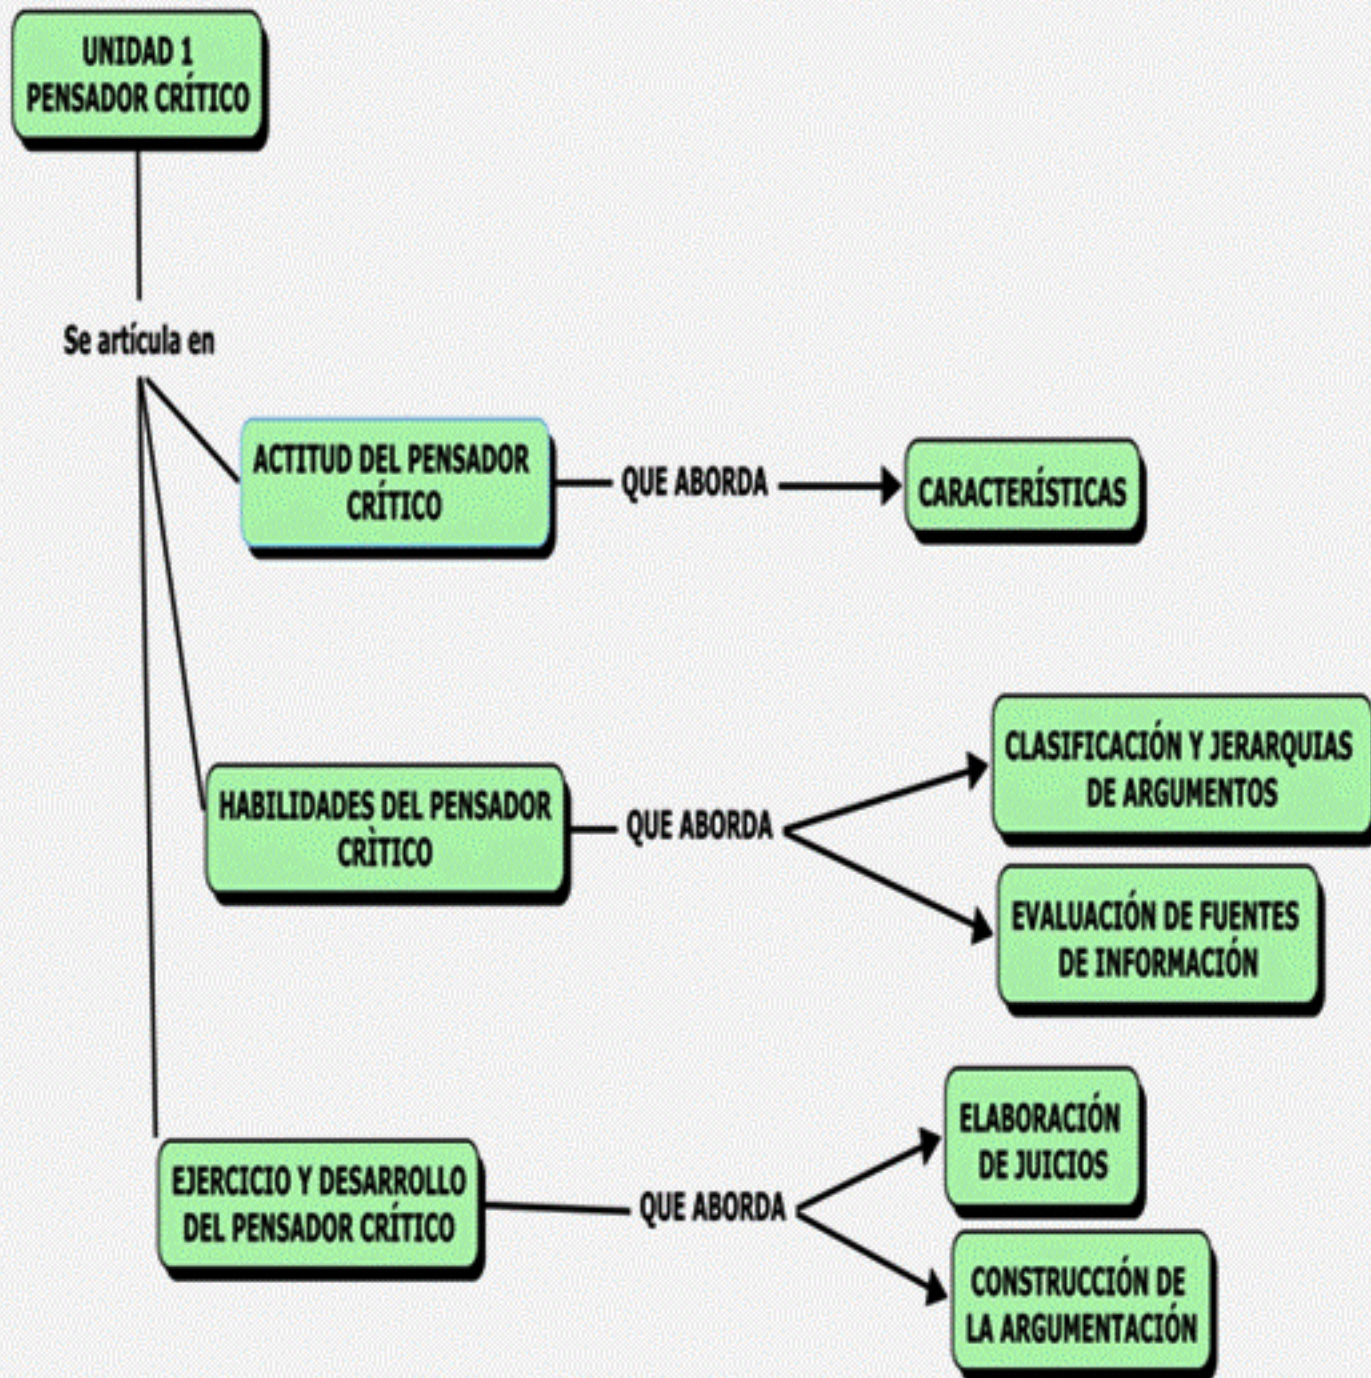 UNIDAD 1
PENSADOR CRÍTICO
Se artícula en
ACTITUD DEL PENSADOR
CRÍTICO
QUE ABORDA
CARACTERÍSTICAS
HABILIDADES DEL PENSADOR
CRÌTICO
QUE ABORDA
CLASIFICACIÓN Y JERARQUIAS
DE ARGUMENTOS
EVALUACIÓN DE FUENTES
DE INFORMACIÓN
EJERCICIO Y DESARROLLO
DEL PENSADOR CRÍTICO
QUE ABORDA
ELABORACIÓN
DE JUICIOS
CONSTRUCCIÓN DE
LA ARGUMENTACIÓN